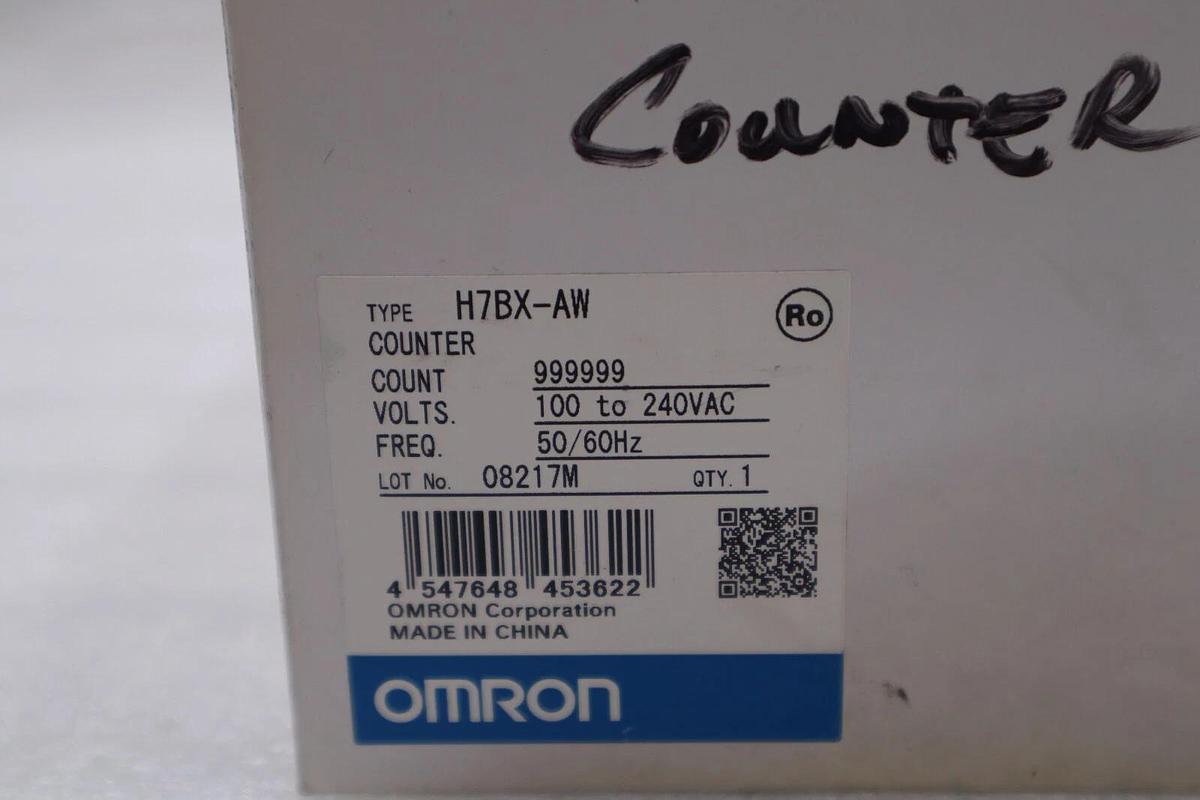 COUNTER
TYPE H7BX-AW
Ro
COUNTER
COUNT 999999
VOLTS. 100 to 240VAC
FREQ. 50/60Hz
LOT No. 08217M QTY. 1
4 547648 453622
OMRON Corporation
MADE IN CHINA
OMRON